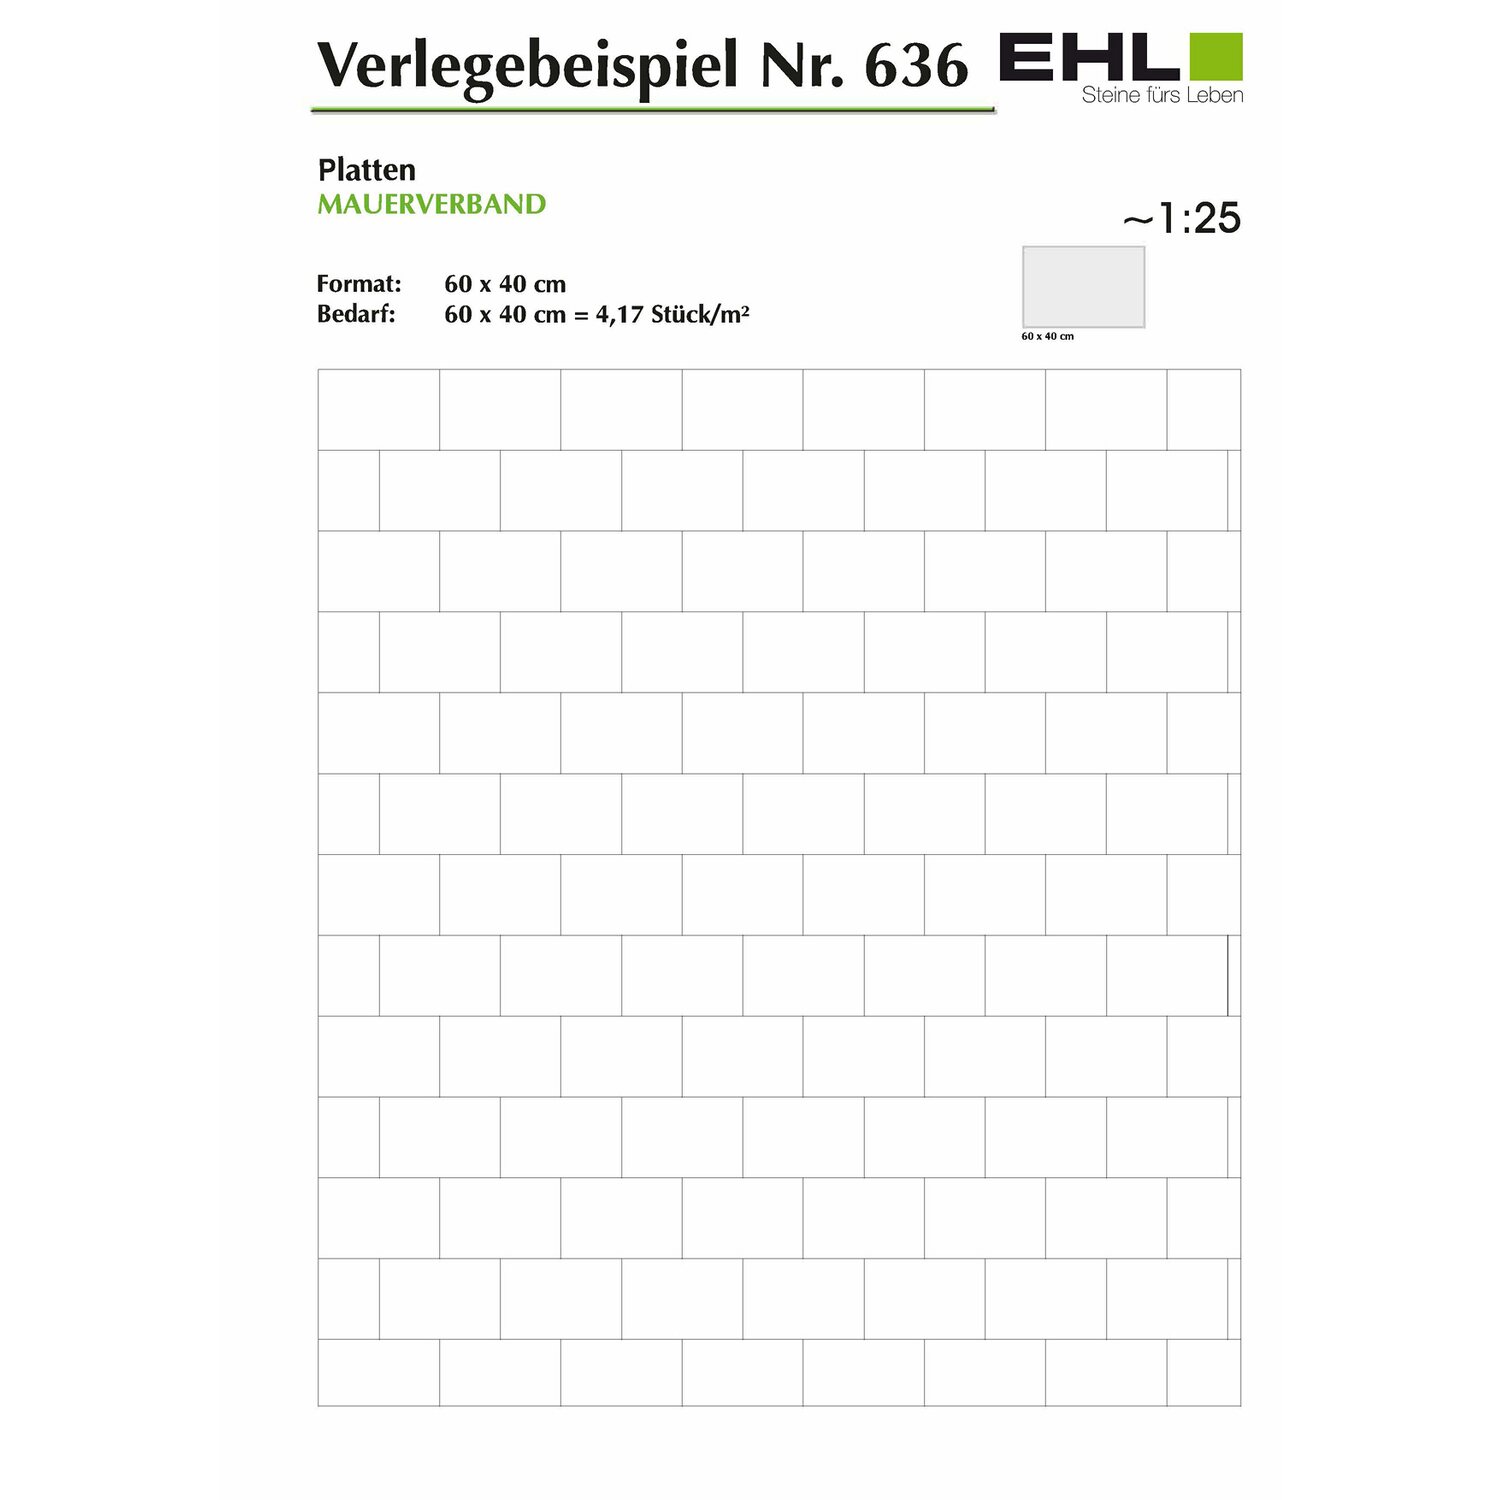 Verlegebeispiel Nr. 636
EHL
Steine fürs Leben
Platten
MAUERVERBAND
~1:25
Format: 60 x 40 cm
Bedarf: 60 x 40 cm = 4,17 Stück/m²
60 x 40 cm